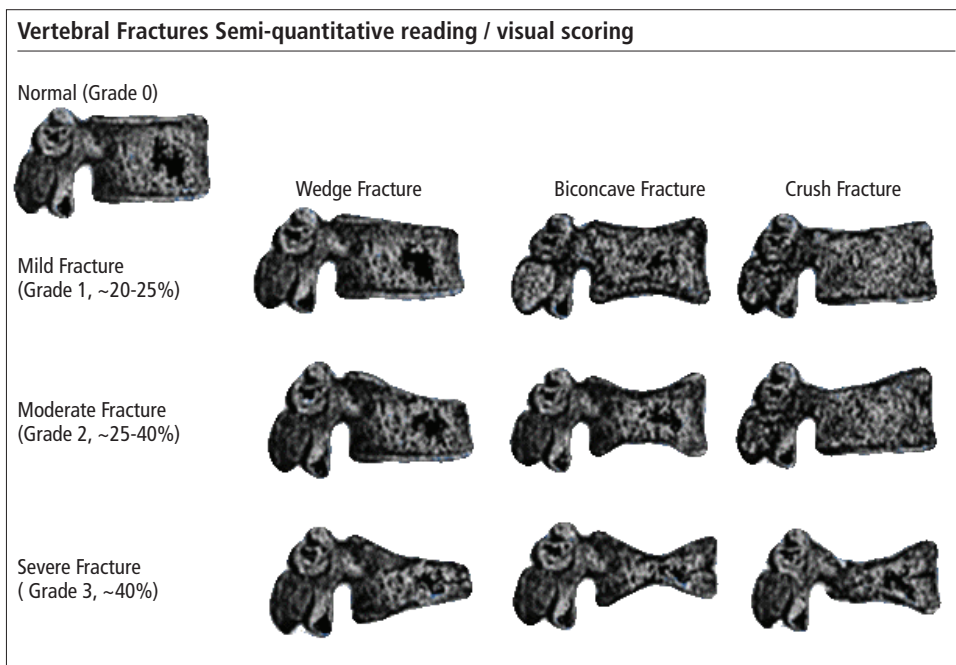 Vertebral Fractures Semi-quantitative reading / visual scoring
Normal (Grade 0)
Wedge Fracture
Biconcave Fracture
Crush Fracture
Mild Fracture
(Grade 1, ~20-25%)
Moderate Fracture
(Grade 2, ~25-40%)
Severe Fracture
( Grade 3, ~40%)